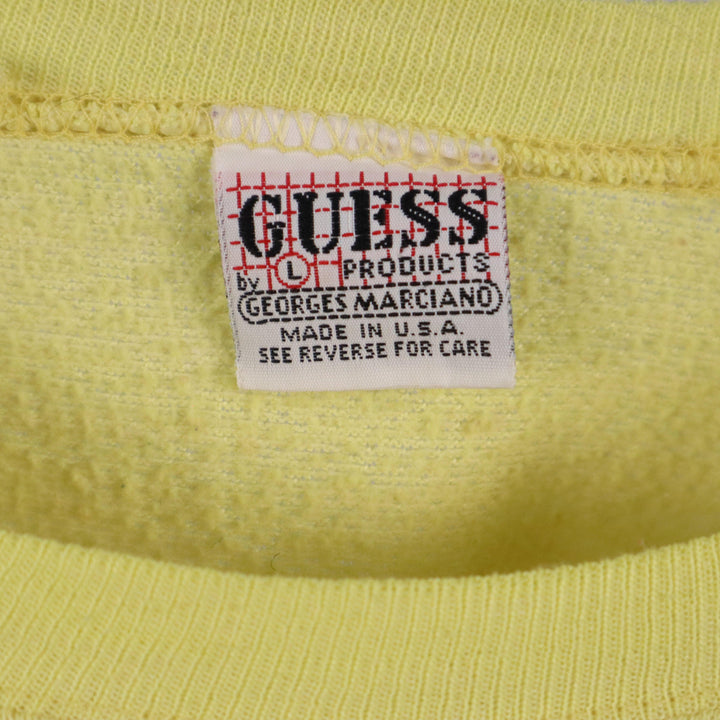 GUESS
L PRODUCTS
by GEORGES MARCIANO
MADE IN U.S.A.
SEE REVERSE FOR CARE